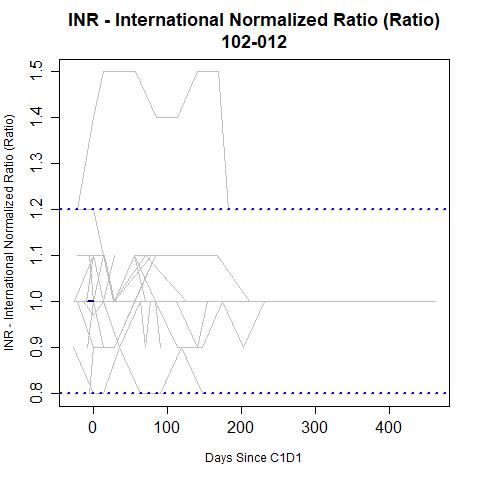 INR - International Normalized Ratio (Ratio)
102-012
INR - International Normalized Ratio (Ratio)
1.5
1.4
1.3
1.2
1.1
1.0
0.9
0.8
0 100 200 300 400
Days Since C1D1